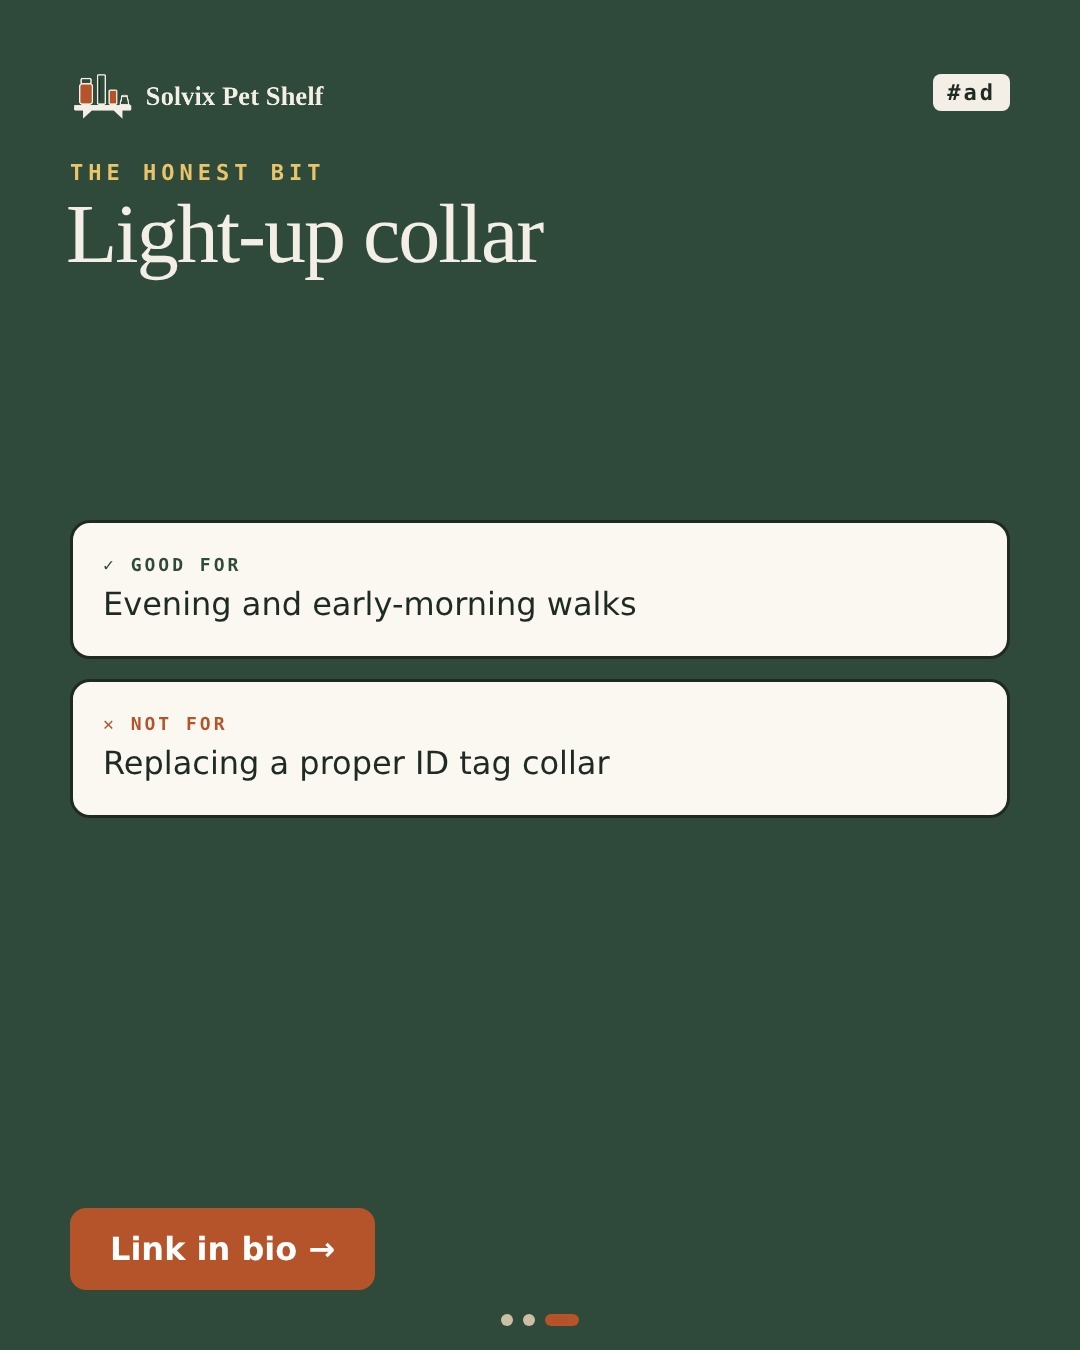 Solvix Pet Shelf
#ad
THE HONEST BIT
Light-up collar
✓ GOOD FOR
Evening and early-morning walks
✕ NOT FOR
Replacing a proper ID tag collar
Link in bio →